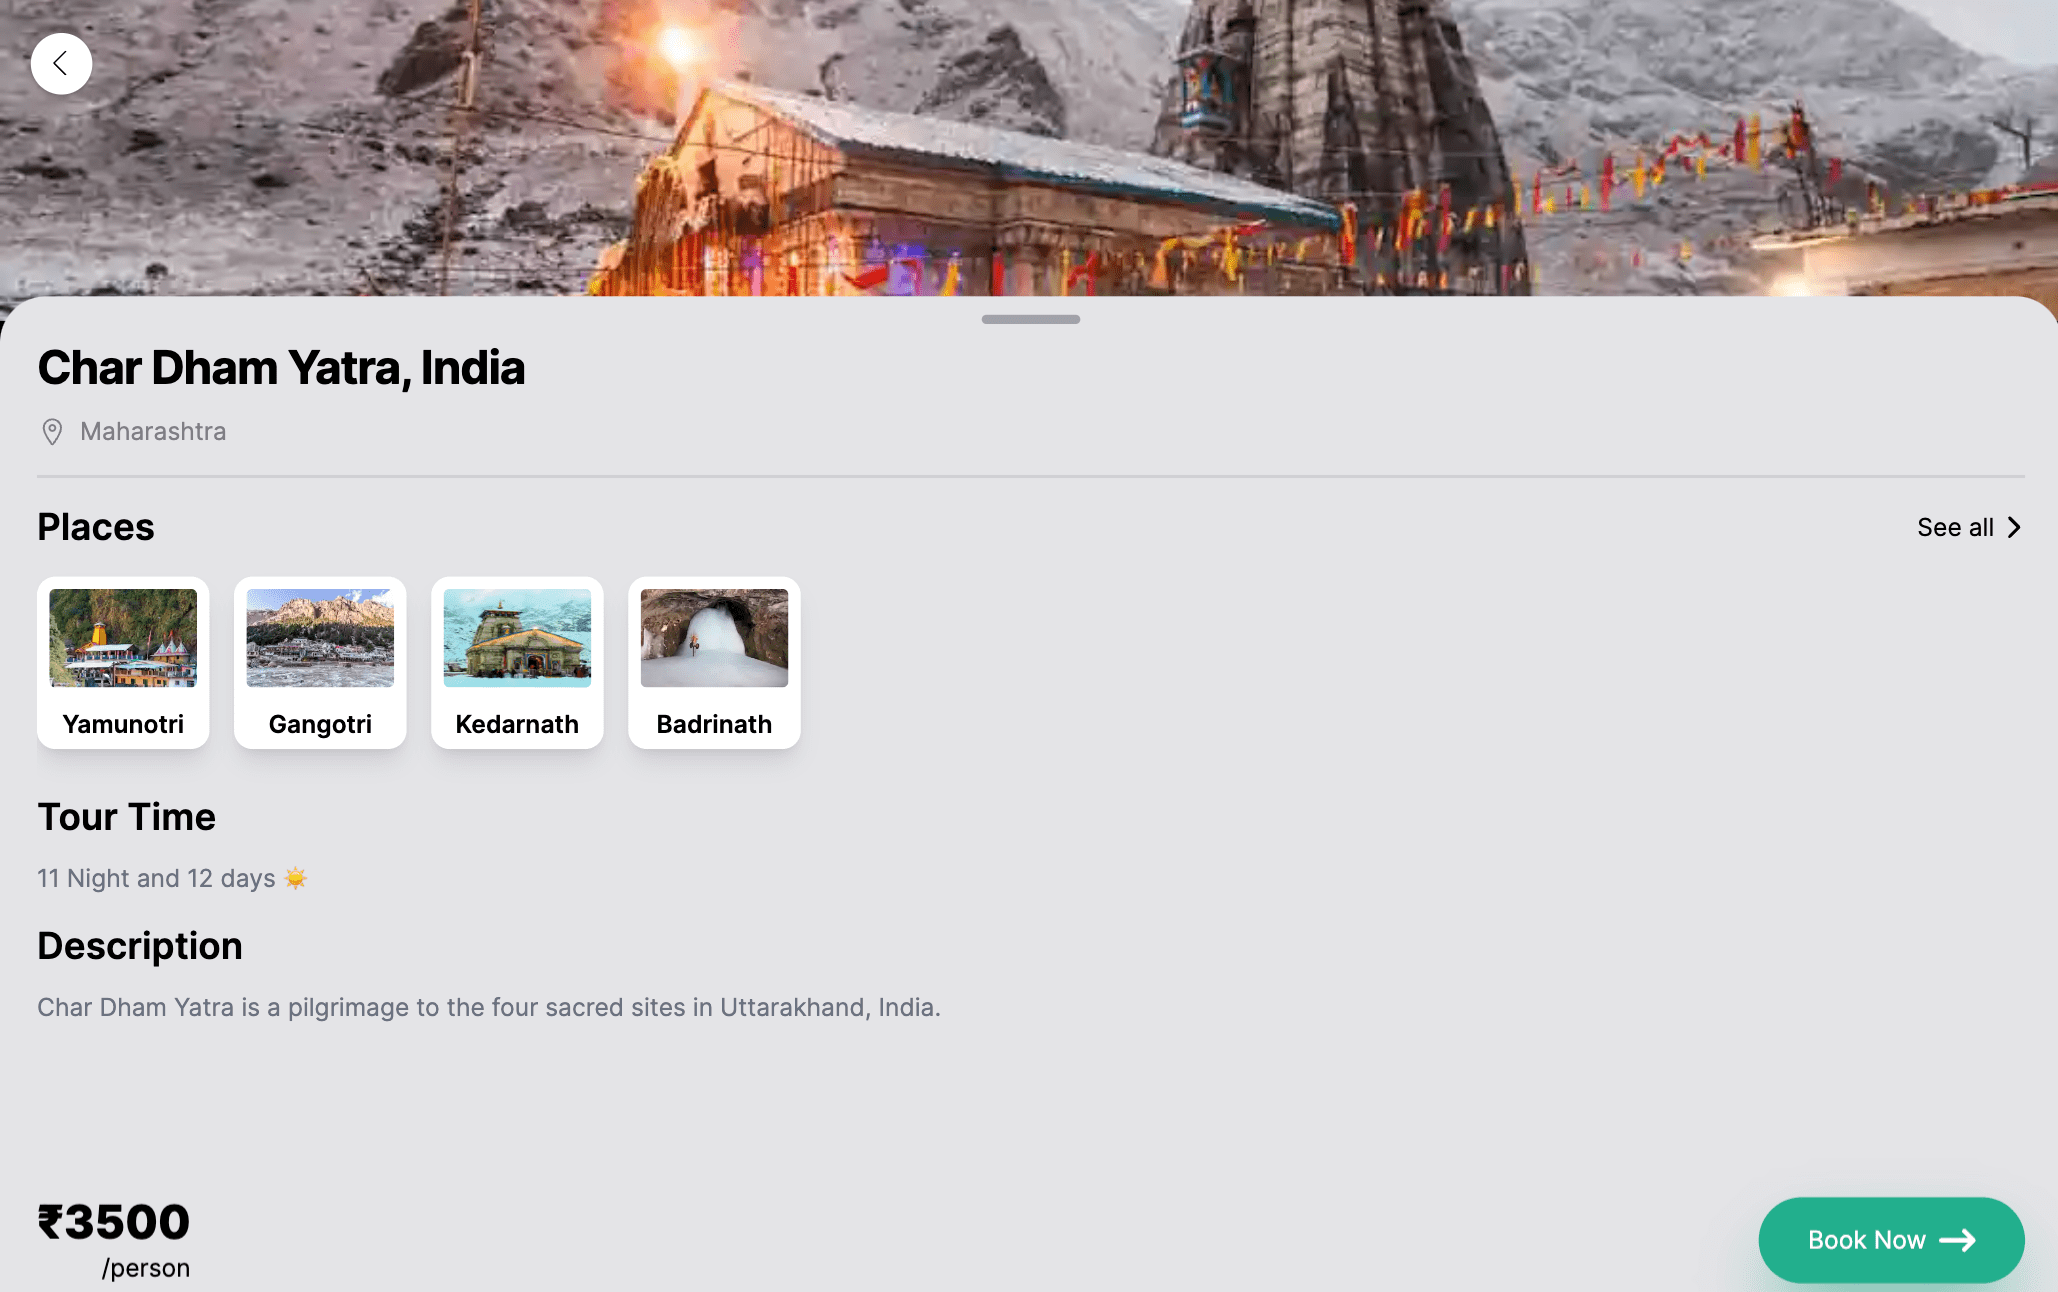 Char Dham Yatra, India
Maharashtra
Places
See all
Yamunotri
Gangotri
Kedarnath
Badrinath
Tour Time
11 Night and 12 days ☀️
Description
Char Dham Yatra is a pilgrimage to the four sacred sites in Uttarakhand, India.
₹3500
/person
Book Now